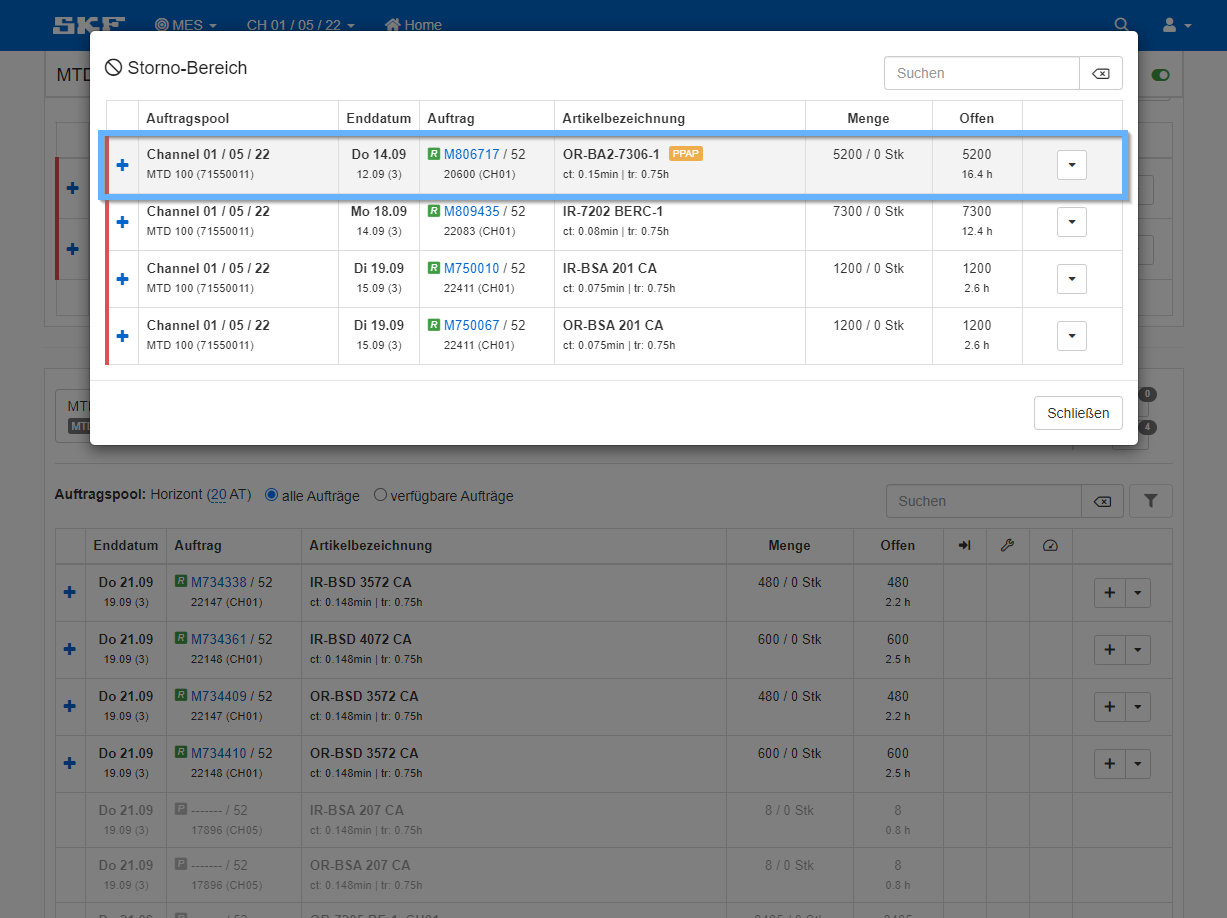 SKF MES CH 01 / 05 / 22 Home
Storno-Bereich Suchen
Auftragspool Enddatum Auftrag Artikelbezeichnung Menge Offen
Channel 01 / 05 / 22 Do 14.09 R M806717 / 52 OR-BA2-7306-1 PPAP 5200 / 0 Stk 5200
MTD 100 (71550011) 12.09 (3) 20600 (CH01) ct: 0.15min | tr: 0.75h 16.4 h
Channel 01 / 05 / 22 Mo 18.09 R M809435 / 52 IR-7202 BERC-1 7300 / 0 Stk 7300
MTD 100 (71550011) 14.09 (3) 22083 (CH01) ct: 0.08min | tr: 0.75h 12.4 h
Channel 01 / 05 / 22 Di 19.09 R M750010 / 52 IR-BSA 201 CA 1200 / 0 Stk 1200
MTD 100 (71550011) 15.09 (3) 22411 (CH01) ct: 0.075min | tr: 0.75h 2.6 h
Channel 01 / 05 / 22 Di 19.09 R M750067 / 52 OR-BSA 201 CA 1200 / 0 Stk 1200
MTD 100 (71550011) 15.09 (3) 22411 (CH01) ct: 0.075min | tr: 0.75h 2.6 h
Schließen
0
4
Auftragspool: Horizont (20 AT) alle Aufträge verfügbare Aufträge Suchen
Enddatum Auftrag Artikelbezeichnung Menge Offen
Do 21.09 R M734338 / 52 IR-BSD 3572 CA 480 / 0 Stk 480
19.09 (3) 22147 (CH01) ct: 0.148min | tr: 0.75h 2.2 h
Do 21.09 R M734361 / 52 IR-BSD 4072 CA 600 / 0 Stk 600
19.09 (3) 22148 (CH01) ct: 0.148min | tr: 0.75h 2.5 h
Do 21.09 R M734409 / 52 OR-BSD 3572 CA 480 / 0 Stk 480
19.09 (3) 22147 (CH01) ct: 0.148min | tr: 0.75h 2.2 h
Do 21.09 R M734410 / 52 OR-BSD 3572 CA 600 / 0 Stk 600
19.09 (3) 22148 (CH01) ct: 0.148min | tr: 0.75h 2.5 h
Do 21.09 P ------- / 52 IR-BSA 207 CA 8 / 0 Stk 8
19.09 (3) 17896 (CH05) ct: 0.148min | tr: 0.75h 0.8 h
Do 21.09 P ------- / 52 OR-BSA 207 CA 8 / 0 Stk 8
19.09 (3) 17896 (CH05) ct: 0.148min | tr: 0.75h 0.8 h